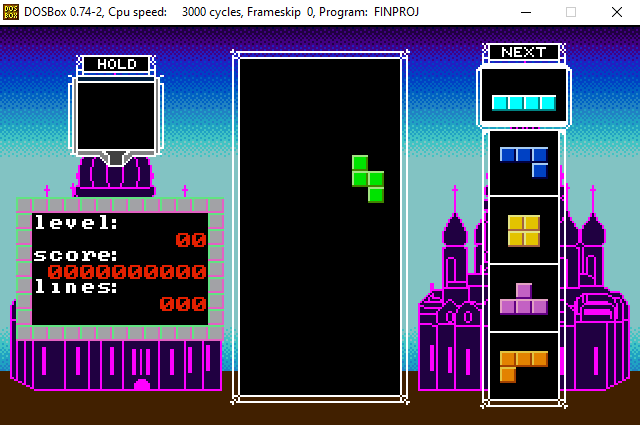 DOSBox 0.74-2, Cpu speed:    3000 cycles, Frameskip  0, Program:  FINPROJ
HOLD
NEXT
level:
00
score:
0000000000
lines:
000